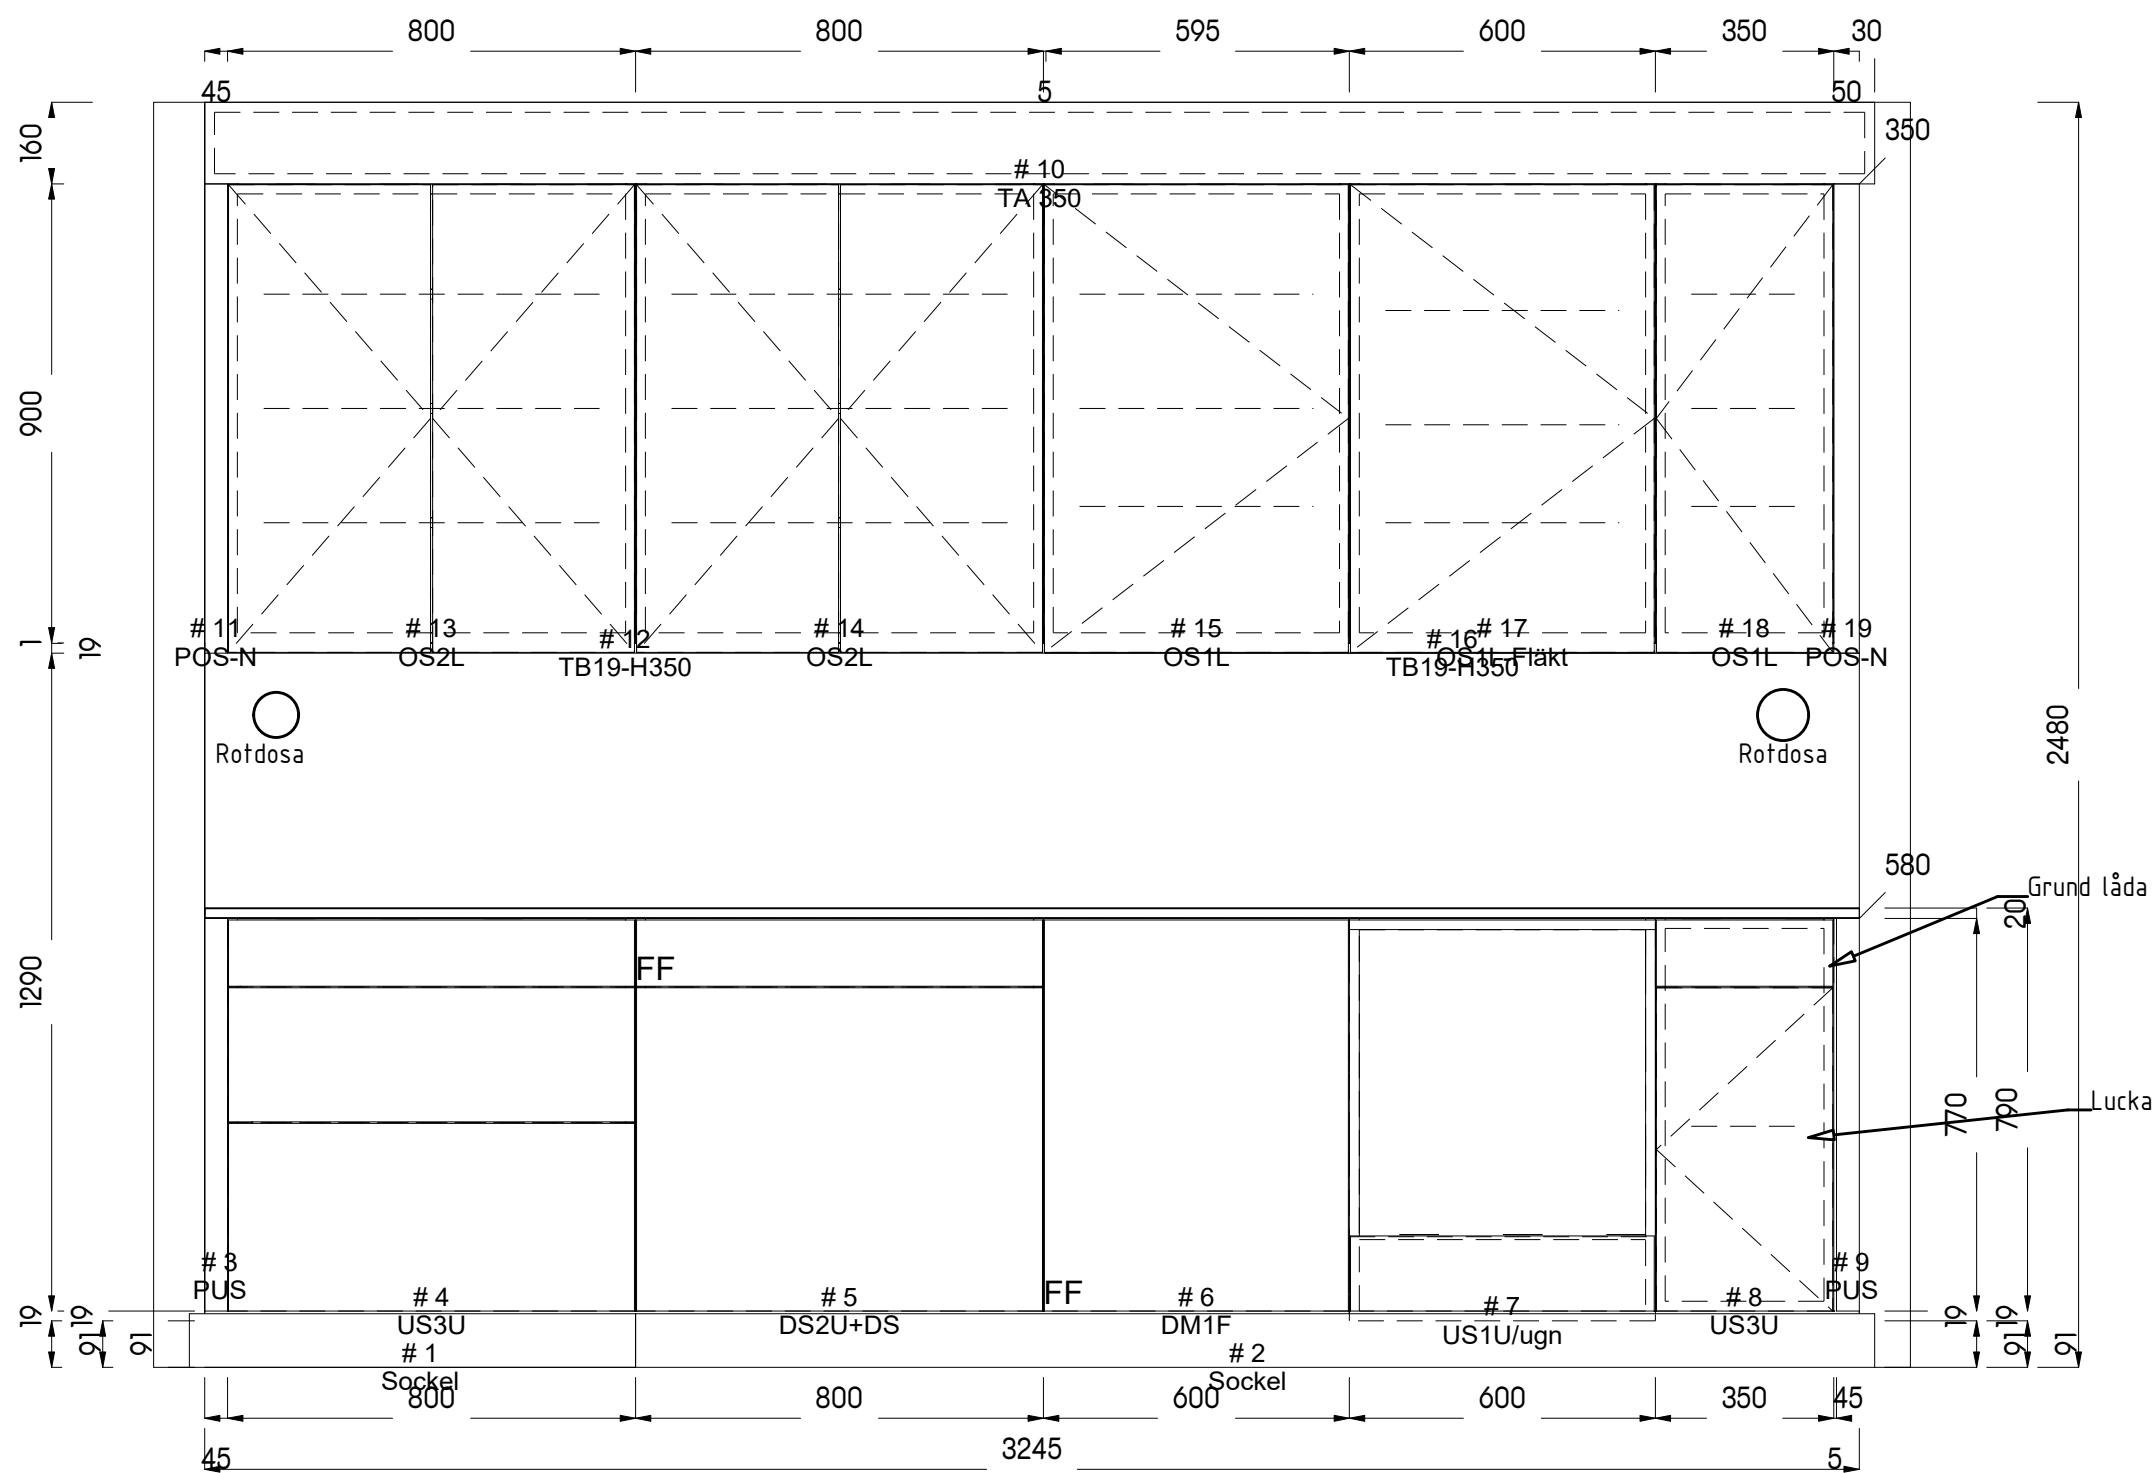 800 800 595 600 350 30
45 5 50
160
350
# 10
TA 350
900
1
19
# 11
POS-N
# 13
OS2L
# 12
TB19-H350
# 14
OS2L
# 15
OS1L
# 16
TB19-H350
# 17
OS1L-Fläkt
# 18
OS1L
# 19
POS-N
Rotdosa
Rotdosa
2480
580
Grund låda
20
FF
1290
770
790
Lucka
# 3
PUS
# 4
US3U
# 5
DS2U+DS
FF
# 6
DM1F
# 7
US1U/ugn
# 8
US3U
# 9
PUS
19
19
91
91
19
19
91
91
# 1
Sockel
# 2
Sockel
800 800 600 600 350 45
45 3245 5